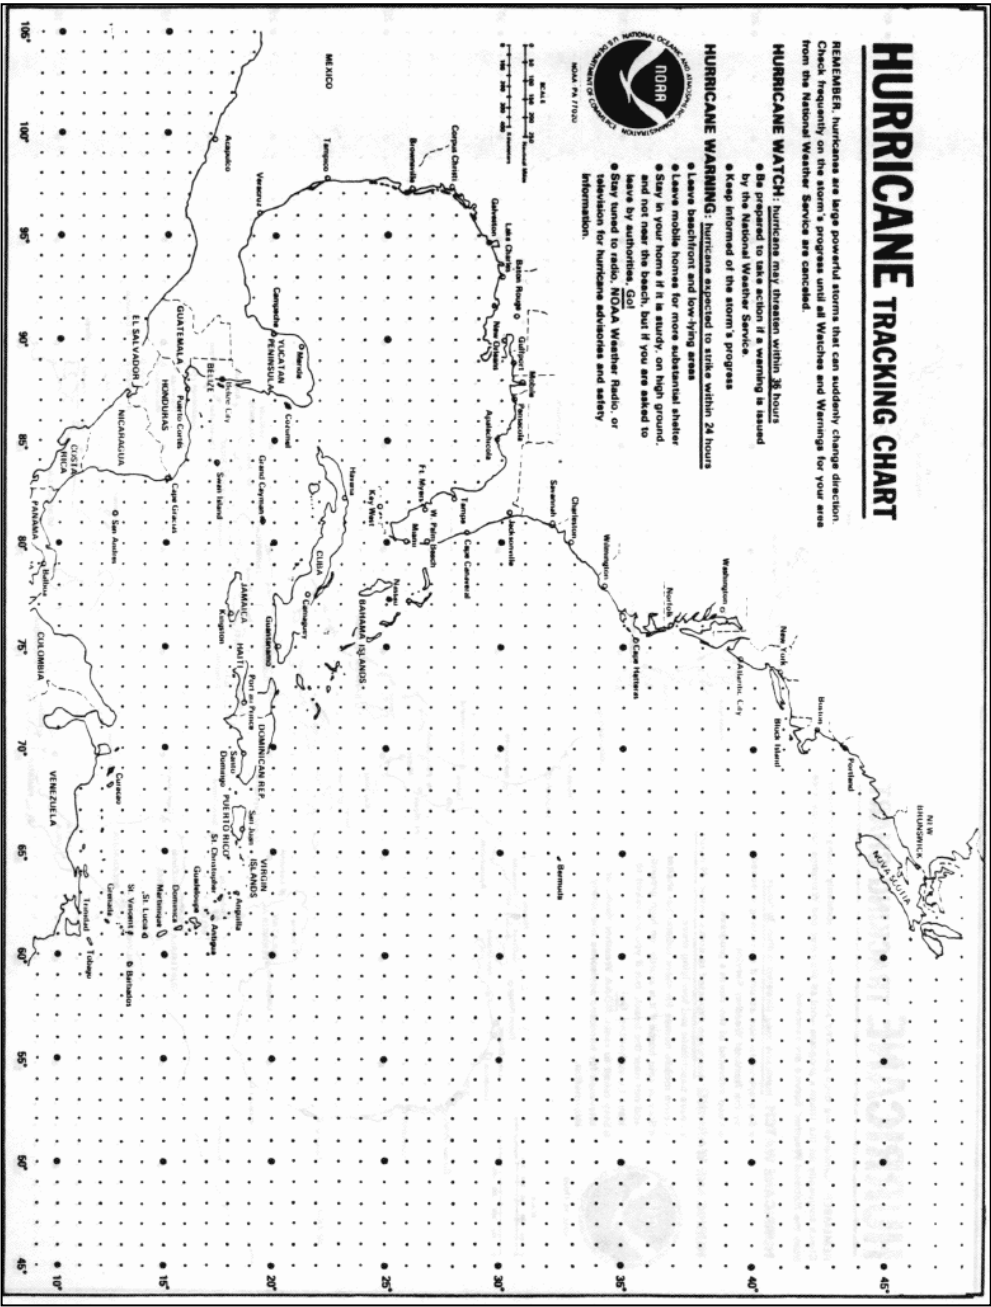 HURRICANE TRACKING CHART
REMEMBER, hurricanes are large powerful storms that can suddenly change direction.
Check frequently on the storm's progress until all Watches and Warnings for your area
from the National Weather Service are canceled.
HURRICANE WATCH: hurricane may threaten within 36 hours
● Be prepared to take action if a warning is issued
by the National Weather Service.
● Keep informed of the storm's progress
HURRICANE WARNING: hurricane expected to strike within 24 hours
● Leave beachfront and low-lying areas
● Leave mobile homes for more substantial shelter
● Stay in your home if it is sturdy, on high ground,
and not near the beach, but if you are asked to
leave by authorities, Go!
● Stay tuned to radio, NOAA Weather Radio, or
television for hurricane advisories and safety
information.
NATIONAL OCEANIC AND ATMOSPHERIC ADMINISTRATION
U.S. DEPARTMENT OF COMMERCE
NOAA
NOAA PA 77020
SCALE
NEW
BRUNSWICK
NOVA SCOTIA
Portland
Boston
Block Island
New York
Atlantic City
Washington
Norfolk
Cape Hatteras
Wilmington
Charleston
Savannah
Jacksonville
Bermuda
Mobile
Pensacola
Gulfport
Baton Rouge
New Orleans
Lake Charles
Galveston
Apalachicola
Corpus Christi
Brownsville
Tampa
Cape Canaveral
Ft Myers
W. Palm Beach
Miami
Key West
Nassau
BAHAMA ISLANDS
MEXICO
Tampico
Veracruz
Acapulco
Havana
CUBA
Camaguey
Guantanamo
Merida
YUCATAN
PENINSULA
Campeche
Cozumel
Grand Cayman
JAMAICA
Kingston
HAITI
Port au Prince
DOMINICAN REP.
Santo
Domingo
PUERTO RICO
San Juan
VIRGIN
ISLANDS
Anguilla
St. Christopher
Antigua
Guadeloupe
Dominica
Martinique
St. Lucia
St. Vincent
Barbados
Grenada
Tobago
Trinidad
BELIZE
Belize City
Swan Island
GUATEMALA
Puerto Cortes
HONDURAS
Cape Gracias
EL SALVADOR
NICARAGUA
San Andres
COSTA
RICA
PANAMA
Balboa
COLOMBIA
Curacao
VENEZUELA
45°
40°
35°
30°
25°
20°
15°
10°
105°
100°
95°
90°
85°
80°
75°
70°
65°
60°
55°
50°
45°